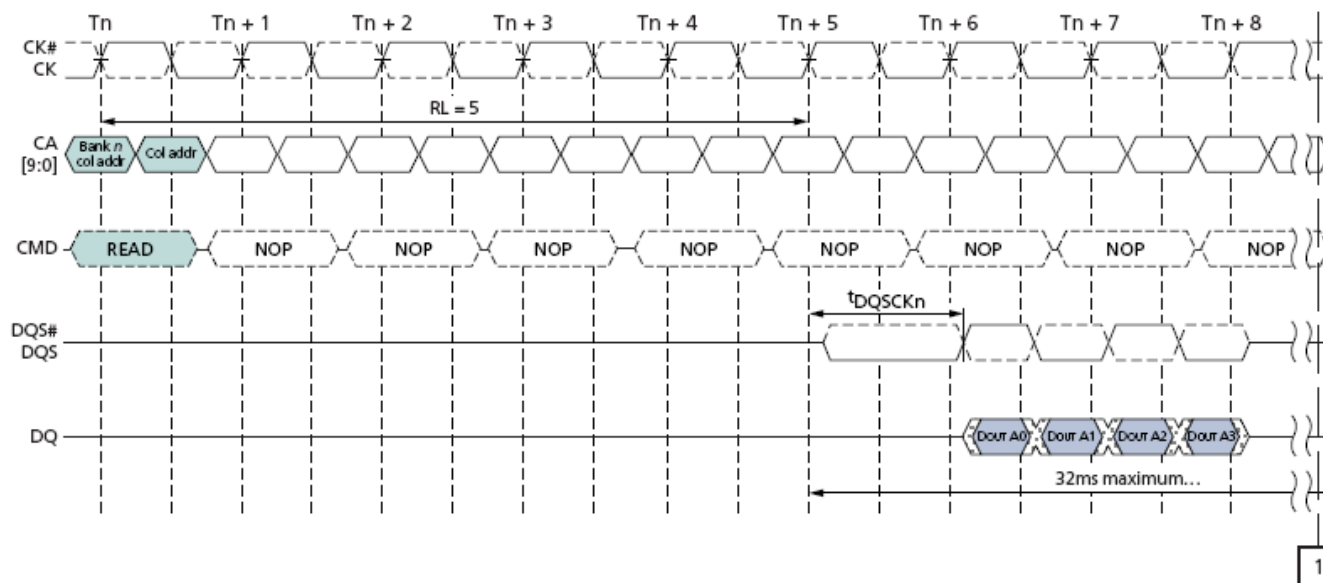 Tn Tn + 1 Tn + 2 Tn + 3 Tn + 4 Tn + 5 Tn + 6 Tn + 7 Tn + 8
CK#
CK
RL = 5
CA
[9:0]
Bank n
col addr
Col addr
CMD READ NOP NOP NOP NOP NOP NOP NOP NOP
tDQSCKn
DQS#
DQS
DQ DOUT A0 DOUT A1 DOUT A2 DOUT A3
32ms maximum…
1